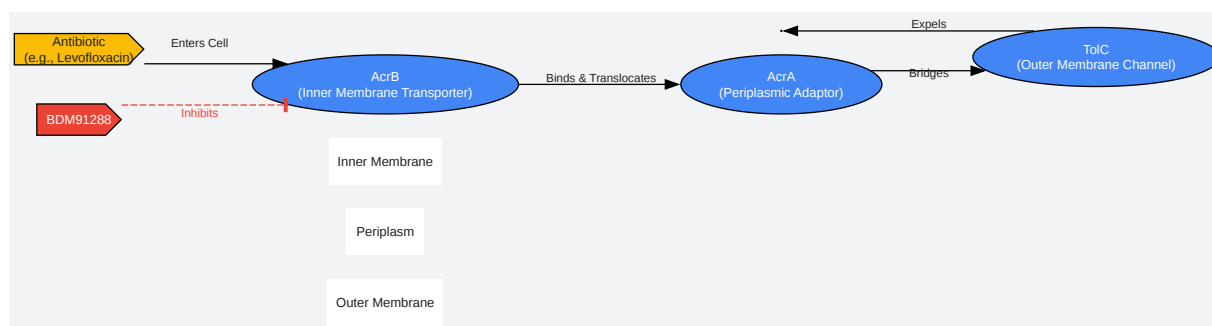 Antibiotic
(e.g., Levofloxacin)
Enters Cell
BDM91288
Inhibits
AcrB
(Inner Membrane Transporter)
Binds & Translocates
AcrA
(Periplasmic Adaptor)
Expels
Bridges
TolC
(Outer Membrane Channel)
Inner Membrane
Periplasm
Outer Membrane